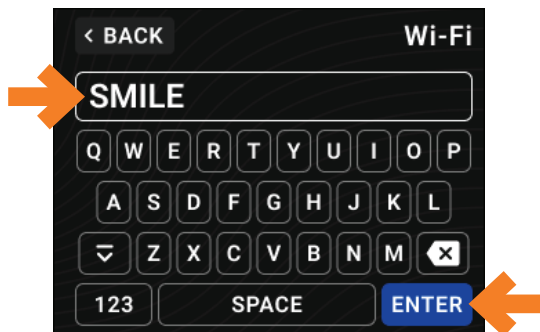 < BACK Wi-Fi
SMILE
Q W E R T Y U I O P
A S D F G H J K L
Z X C V B N M
123 SPACE ENTER